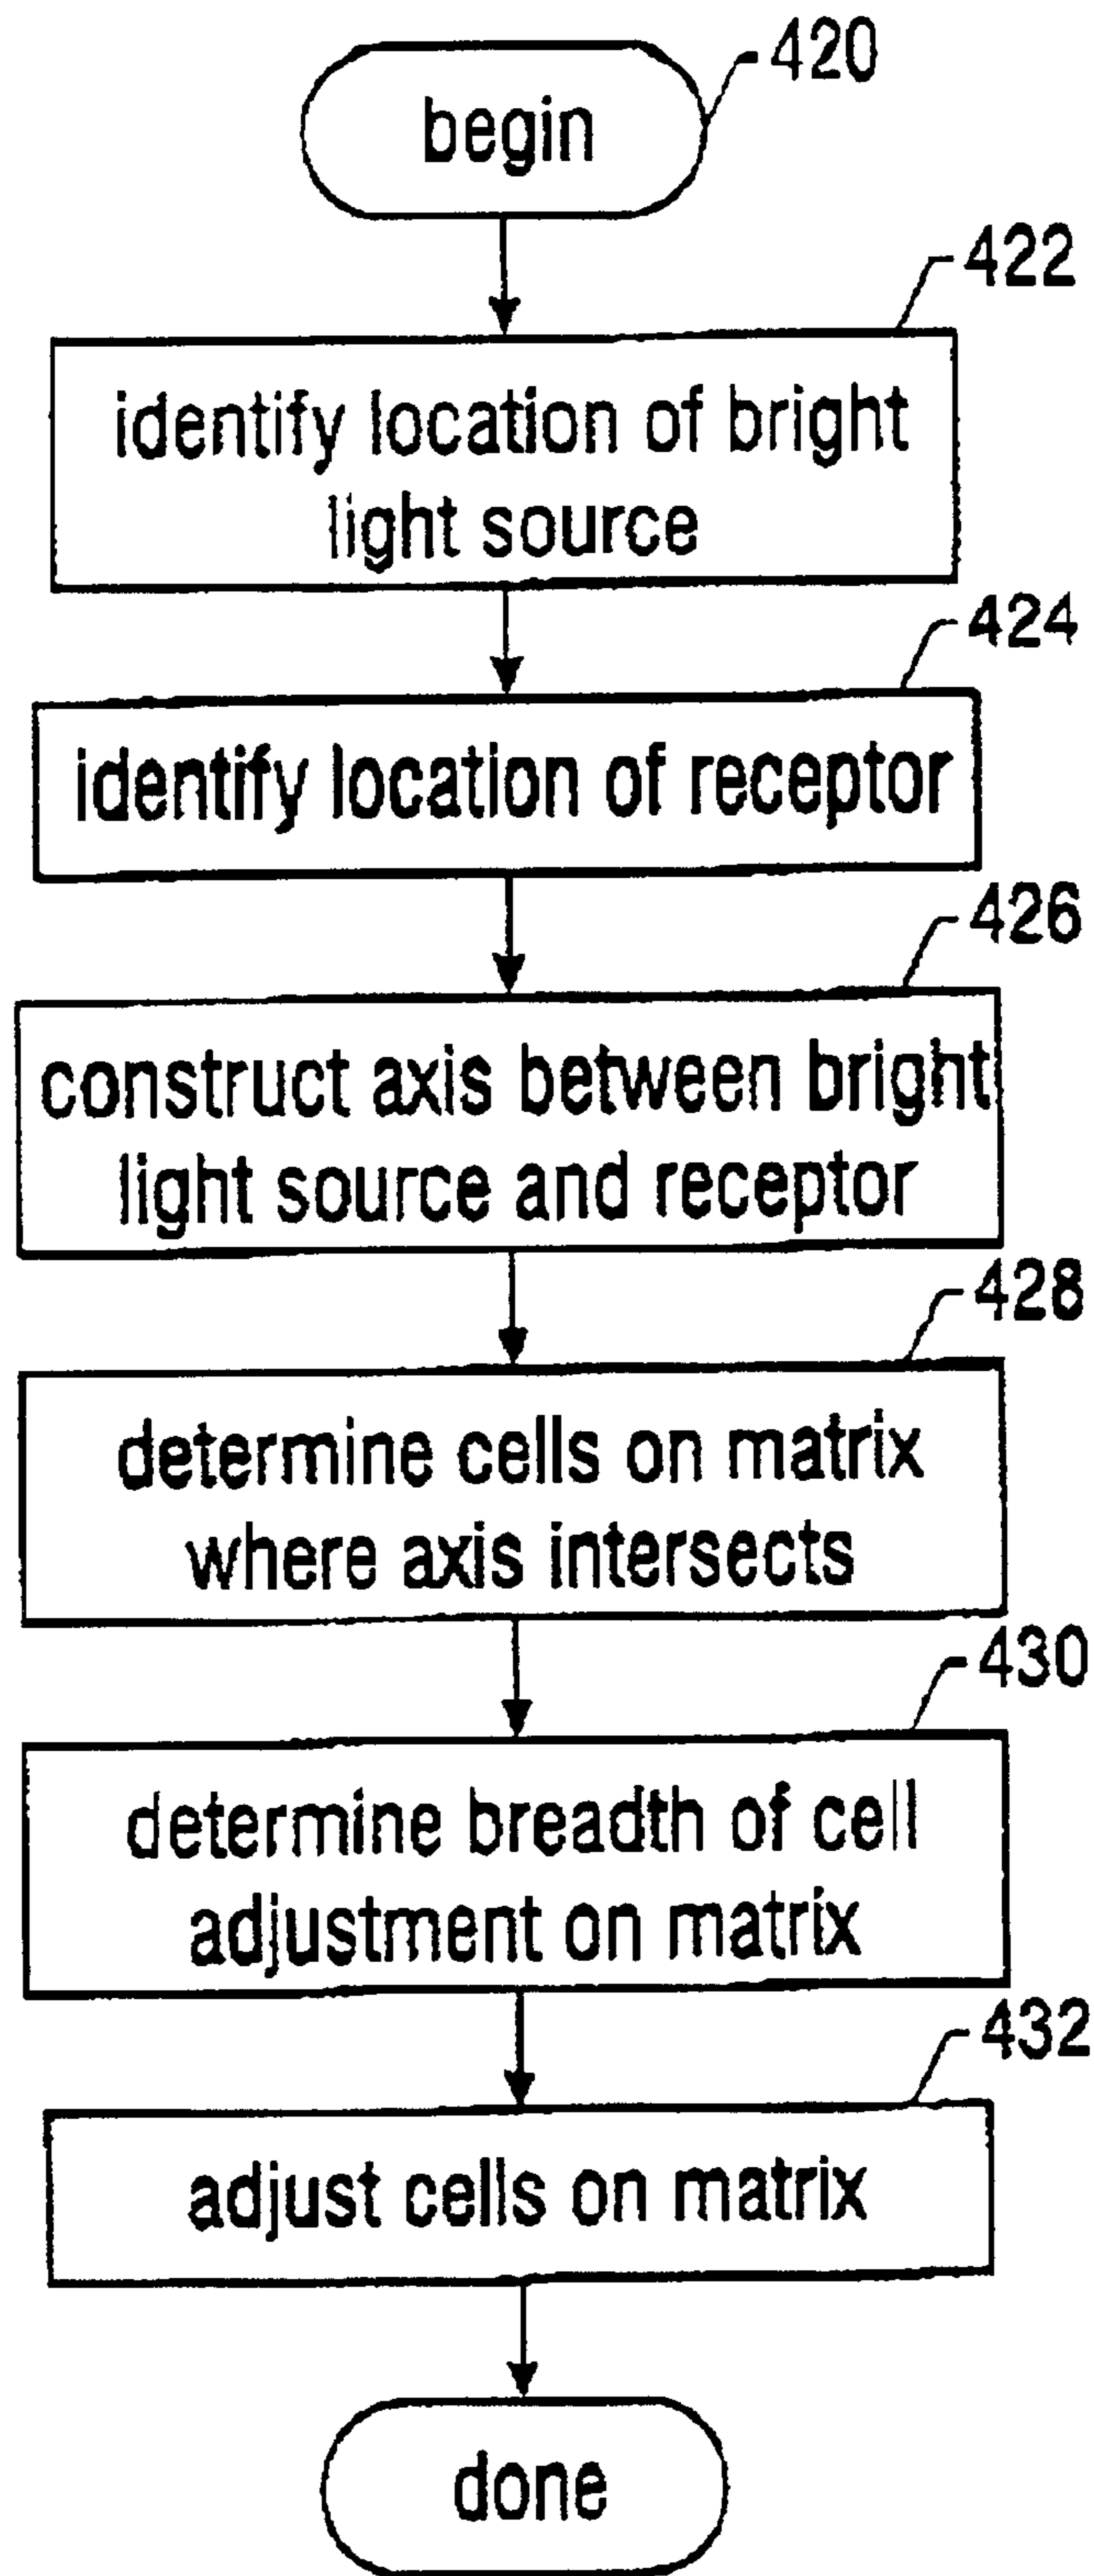 420
begin
422
identify location of bright
light source
424
identify location of receptor
426
construct axis between bright
light source and receptor
428
determine cells on matrix
where axis intersects
430
determine breadth of cell
adjustment on matrix
432
adjust cells on matrix
done